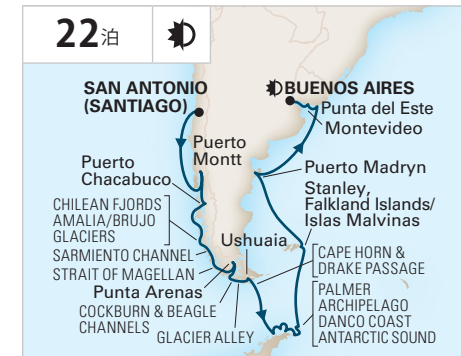 22泊
SAN ANTONIO
(SANTIAGO)
BUENOS AIRES
Punta del Este
Montevideo
Puerto
Montt
Puerto
Chacabuco
Puerto Madryn
Stanley,
Falkland Islands/
Islas Malvinas
CHILEAN FJORDS
AMALIA/BRUJO
GLACIERS
Ushuaia
SARMIENTO CHANNEL
STRAIT OF MAGELLAN
Punta Arenas
COCKBURN & BEAGLE
CHANNELS
GLACIER ALLEY
CAPE HORN &
DRAKE PASSAGE
PALMER
ARCHIPELAGO
DANCO COAST
ANTARCTIC SOUND